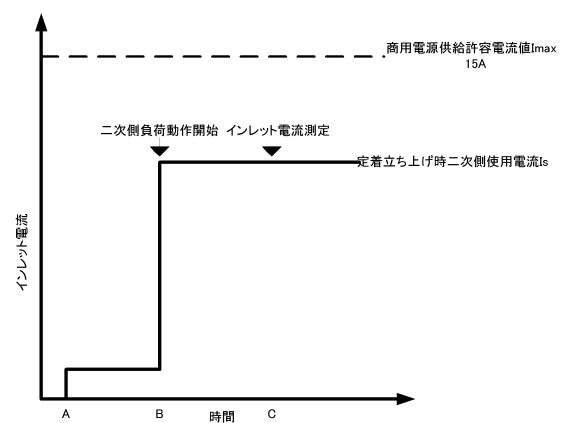 商用電源供給許容電流値Imax
15A
二次側負荷動作開始 インレット電流測定
定着立ち上げ時二次側使用電流Is
インレット電流
A B 時間 C